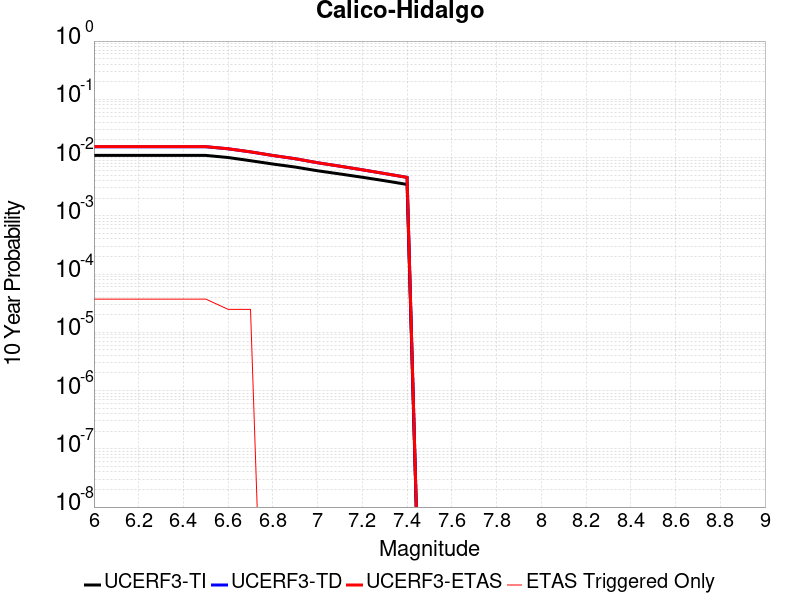 Calico-Hidalgo
10^0
10^-1
10^-2
10^-3
10^-4
10^-5
10^-6
10^-7
10^-8
10 Year Probability
6 6.2 6.4 6.6 6.8 7 7.2 7.4 7.6 7.8 8 8.2 8.4 8.6 8.8 9
Magnitude
UCERF3-TI UCERF3-TD UCERF3-ETAS ETAS Triggered Only